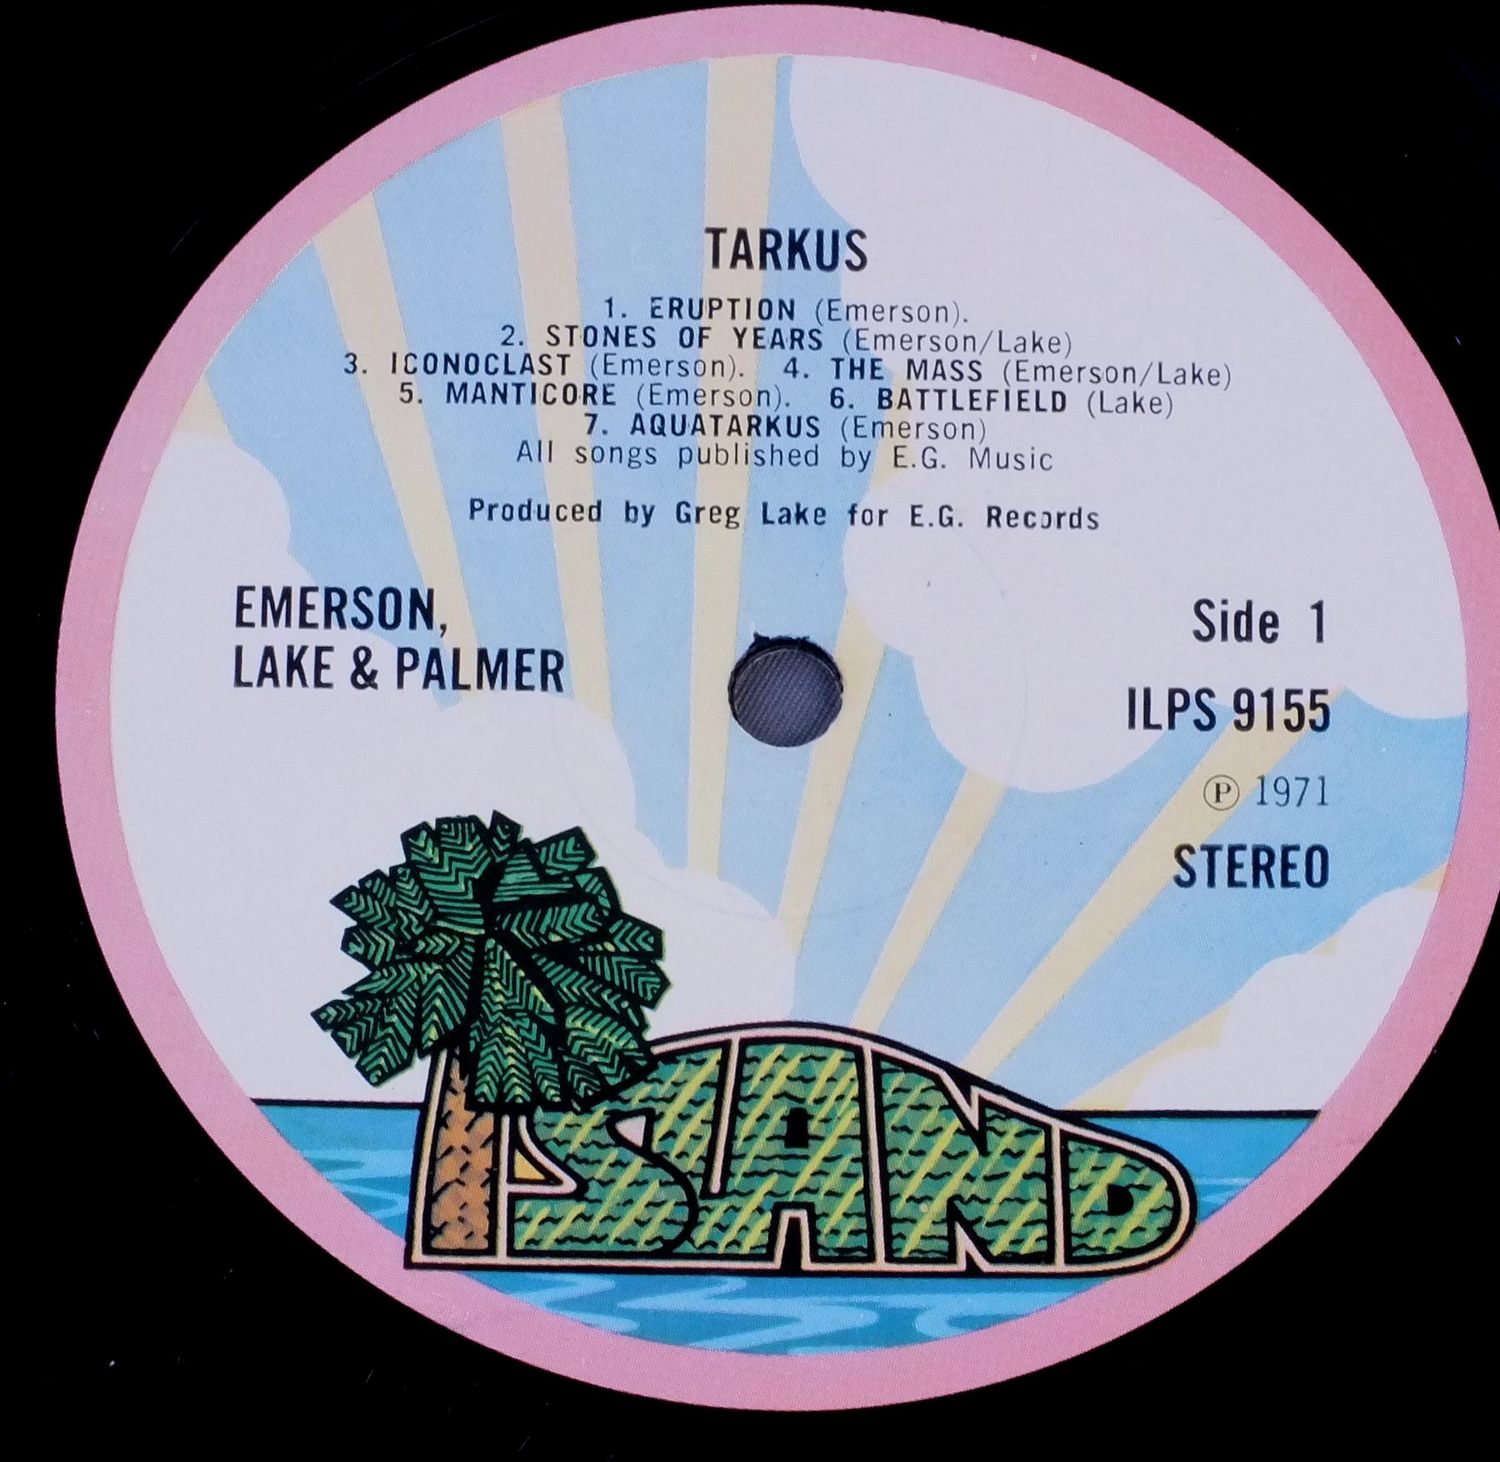 TARKUS
1. ERUPTION (Emerson).
2. STONES OF YEARS (Emerson/Lake)
3. ICONOCLAST (Emerson). 4. THE MASS (Emerson/Lake)
5. MANTICORE (Emerson). 6. BATTLEFIELD (Lake)
7. AQUATARKUS (Emerson)
All songs published by E.G. Music
Produced by Greg Lake for E.G. Records
EMERSON,
LAKE & PALMER
Side 1
ILPS 9155
℗ 1971
STEREO
ISLAND